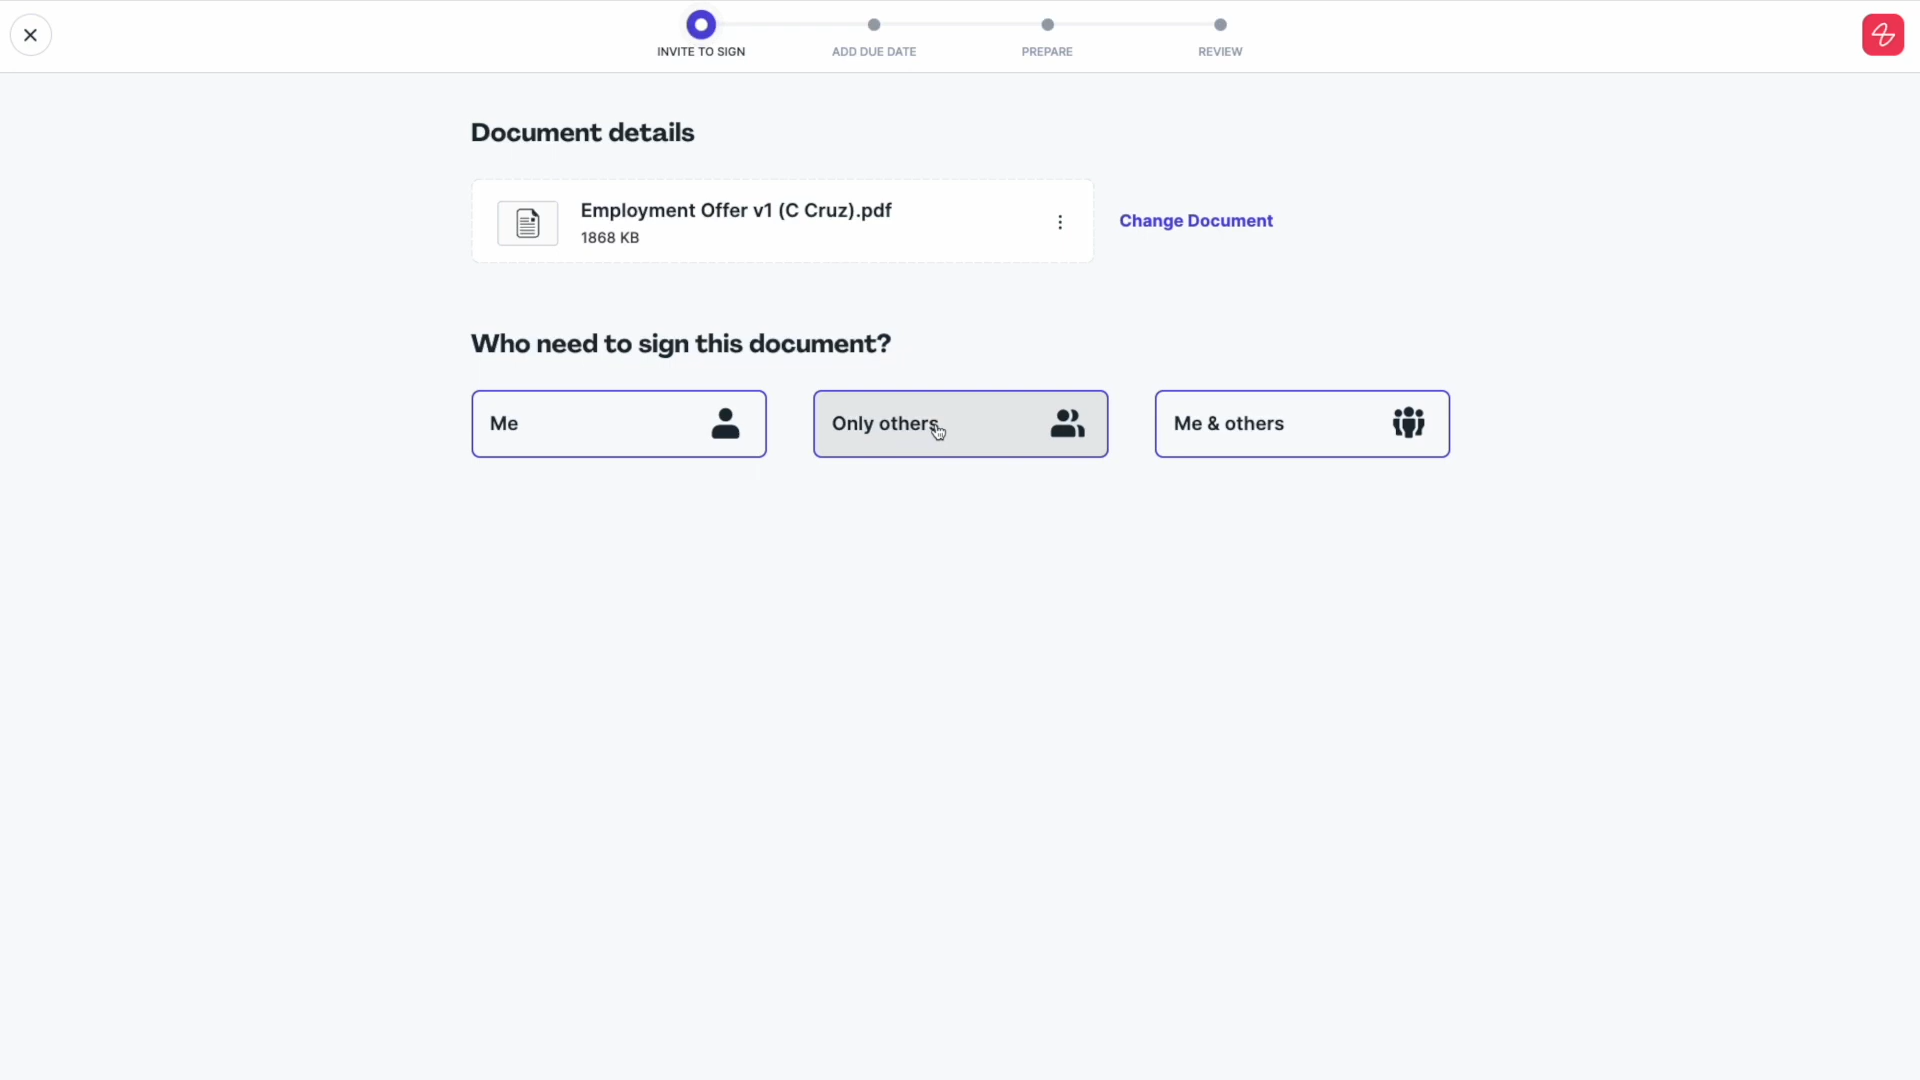 INVITE TO SIGN
ADD DUE DATE
PREPARE
REVIEW
Document details
Employment Offer v1 (C Cruz).pdf
1868 KB
Change Document
Who need to sign this document?
Me
Only others
Me & others